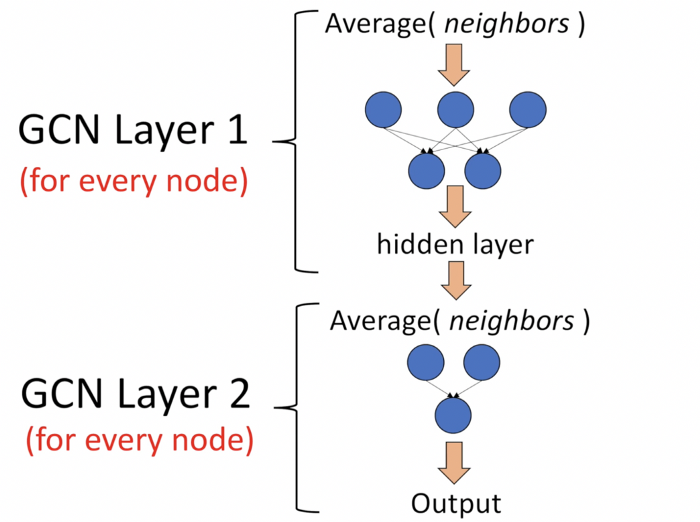 Average( neighbors )
GCN Layer 1
(for every node)
hidden layer
Average( neighbors )
GCN Layer 2
(for every node)
Output